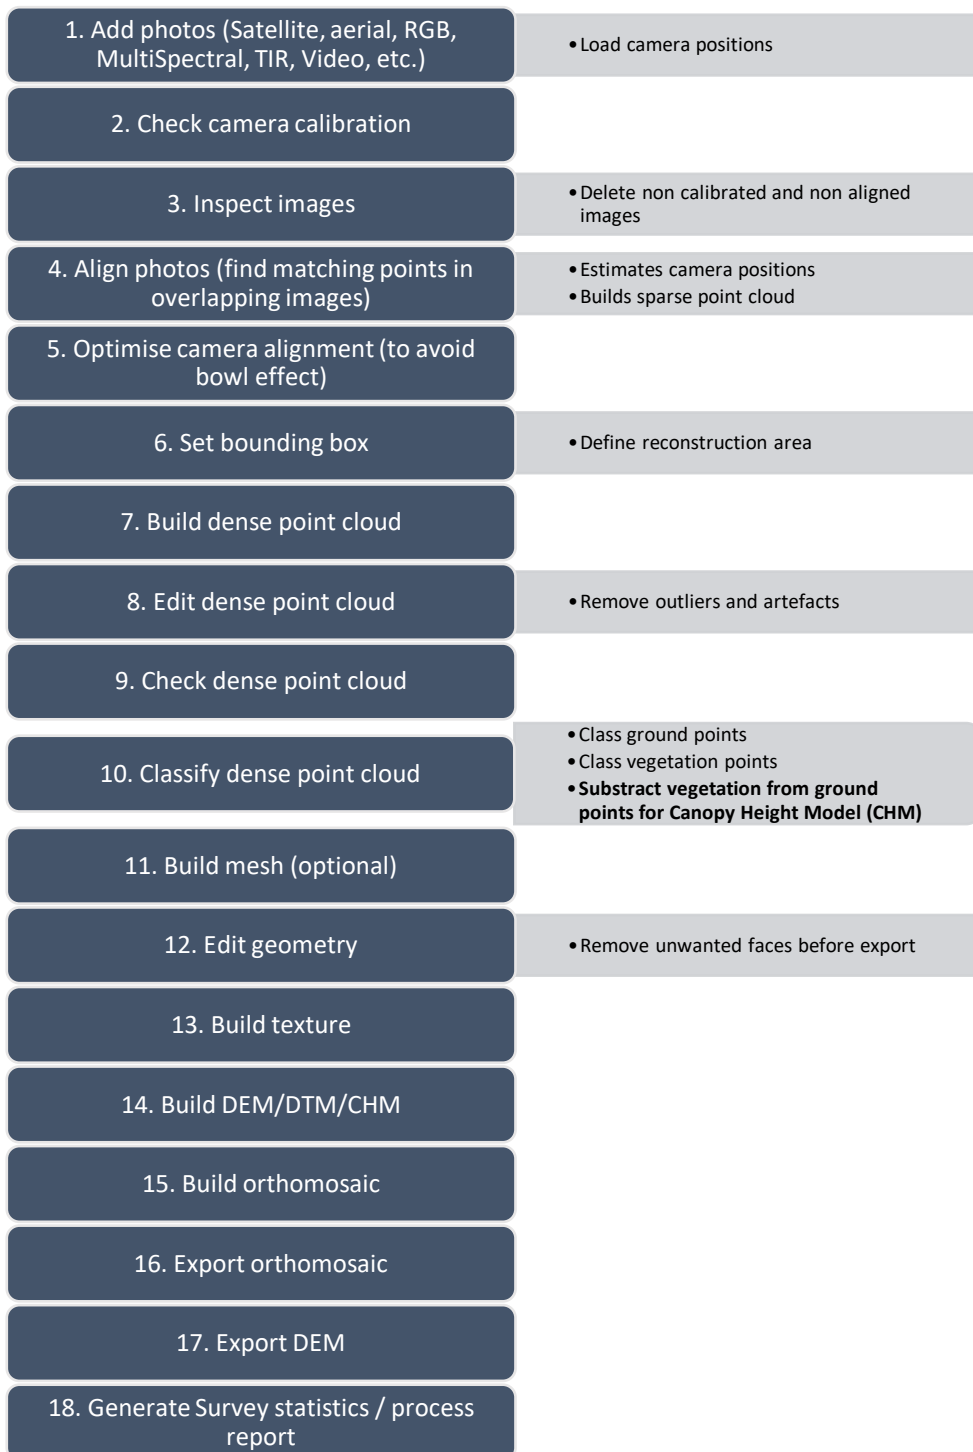 1. Add photos (Satellite, aerial, RGB,
MultiSpectral, TIR, Video, etc.)
•Load camera positions
2. Check camera calibration
3. Inspect images
•Delete non calibrated and non aligned
images
4. Align photos (find matching points in
overlapping images)
•Estimates camera positions
•Builds sparse point cloud
5. Optimise camera alignment (to avoid
bowl effect)
6. Set bounding box
•Define reconstruction area
7. Build dense point cloud
8. Edit dense point cloud
•Remove outliers and artefacts
9. Check dense point cloud
10. Classify dense point cloud
•Class ground points
•Class vegetation points
•Substract vegetation from ground
points for Canopy Height Model (CHM)
11. Build mesh (optional)
12. Edit geometry
•Remove unwanted faces before export
13. Build texture
14. Build DEM/DTM/CHM
15. Build orthomosaic
16. Export orthomosaic
17. Export DEM
18. Generate Survey statistics / process
report